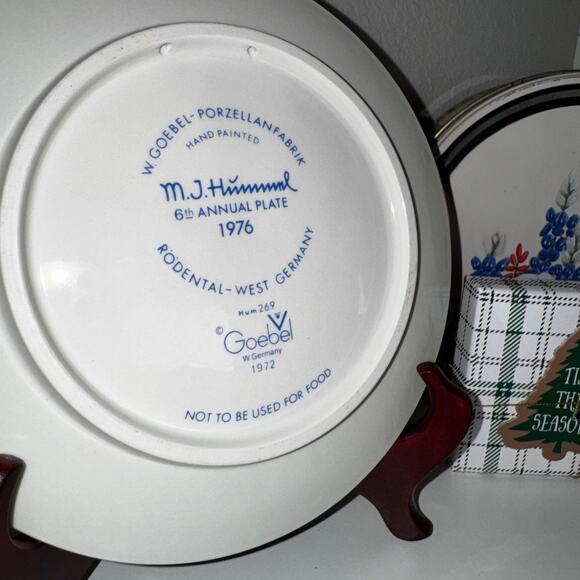 W. GOEBEL-PORZELLANFABRIK
HAND PAINTED
M.J. Hummel
6th ANNUAL PLATE
1976
RÖDENTAL-WEST GERMANY
Hum 269
© Goebel
W. Germany
1972
NOT TO BE USED FOR FOOD
SEASON